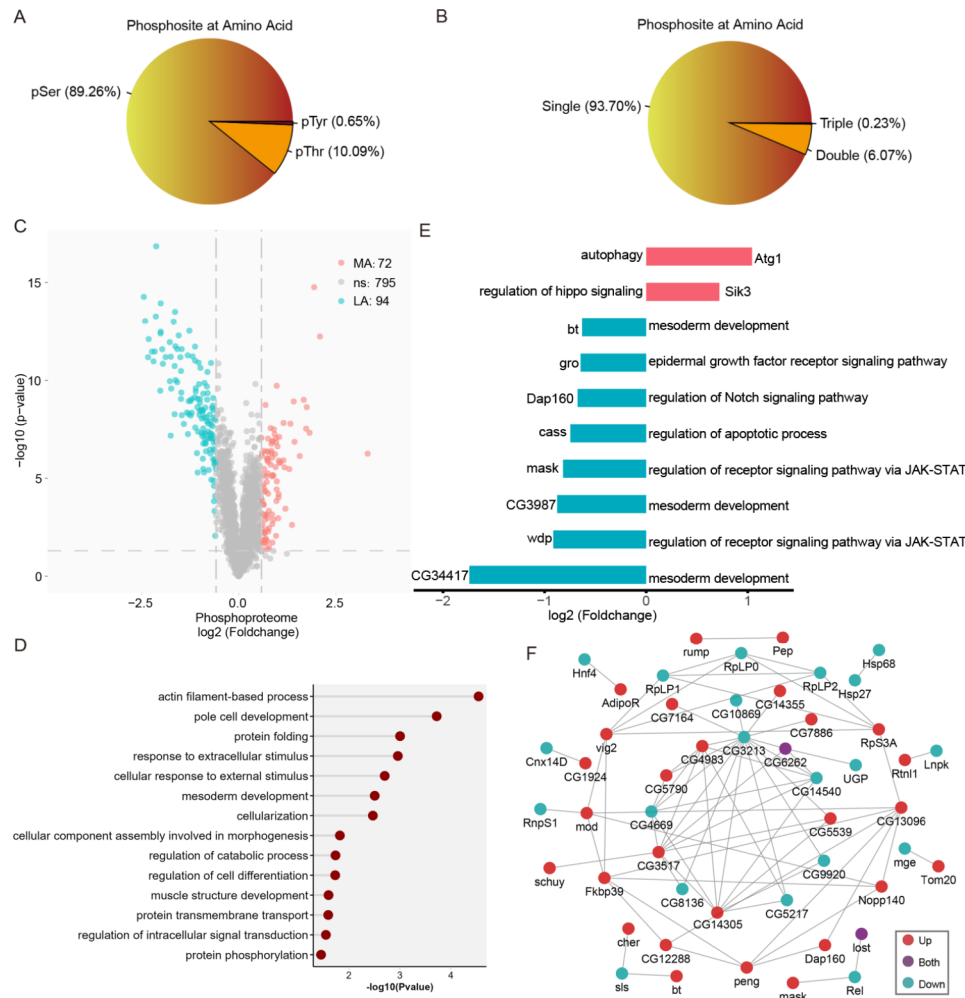 A
Phosphosite at Amino Acid
pSer (89.26%)
pTyr (0.65%)
pThr (10.09%)
B
Phosphosite at Amino Acid
Single (93.70%)
Triple (0.23%)
Double (6.07%)
C
MA: 72
ns: 795
LA: 94
15
10
5
0
−log10 (p−value)
−2.5
0.0
2.5
Phosphoproteome
log2 (Foldchange)
E
autophagy
Atg1
regulation of hippo signaling
Sik3
bt
mesoderm development
gro
epidermal growth factor receptor signaling pathway
Dap160
regulation of Notch signaling pathway
cass
regulation of apoptotic process
mask
regulation of receptor signaling pathway via JAK-STAT
CG3987
mesoderm development
wdp
regulation of receptor signaling pathway via JAK-STAT
CG34417
mesoderm development
−2
−1
0
1
log2 (Foldchange)
D
actin filament-based process
pole cell development
protein folding
response to extracellular stimulus
cellular response to external stimulus
mesoderm development
cellularization
cellular component assembly involved in morphogenesis
regulation of catabolic process
regulation of cell differentiation
muscle structure development
protein transmembrane transport
regulation of intracellular signal transduction
protein phosphorylation
2
3
4
-log10(Pvalue)
F
rump
Pep
Hnf4
RpLP0
Hsp68
RpLP1
RpLP2
Hsp27
AdipoR
CG14355
CG7164
CG10869
CG7886
vig2
CG3213
RpS3A
Cnx14D
CG4983
CG6262
Rtnl1
Lnpk
CG1924
CG5790
UGP
CG14540
RnpS1
mod
CG4669
CG5539
CG13096
schuy
CG3517
CG9920
mge
Tom20
Fkbp39
CG8136
CG5217
Nopp140
CG14305
cher
CG12288
Dap160
lost
sls
bt
peng
mask
Rel
Up
Both
Down